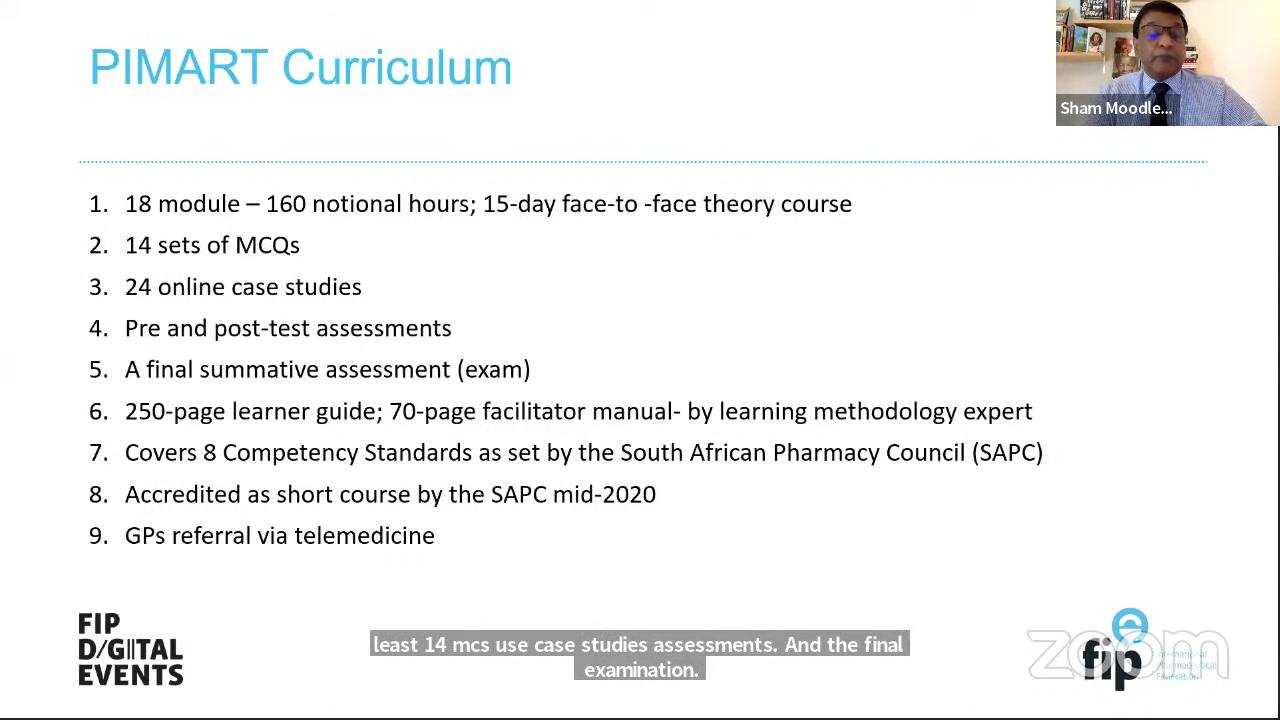 PIMART Curriculum
Sham Moodle...
1. 18 module – 160 notional hours; 15-day face-to -face theory course
2. 14 sets of MCQs
3. 24 online case studies
4. Pre and post-test assessments
5. A final summative assessment (exam)
6. 250-page learner guide; 70-page facilitator manual- by learning methodology expert
7. Covers 8 Competency Standards as set by the South African Pharmacy Council (SAPC)
8. Accredited as short course by the SAPC mid-2020
9. GPs referral via telemedicine
FIP
D/G/TAL
EVENTS
least 14 mcs use case studies assessments. And the final
examination.
fip
International
Pharmaceutical
Federation
zoom